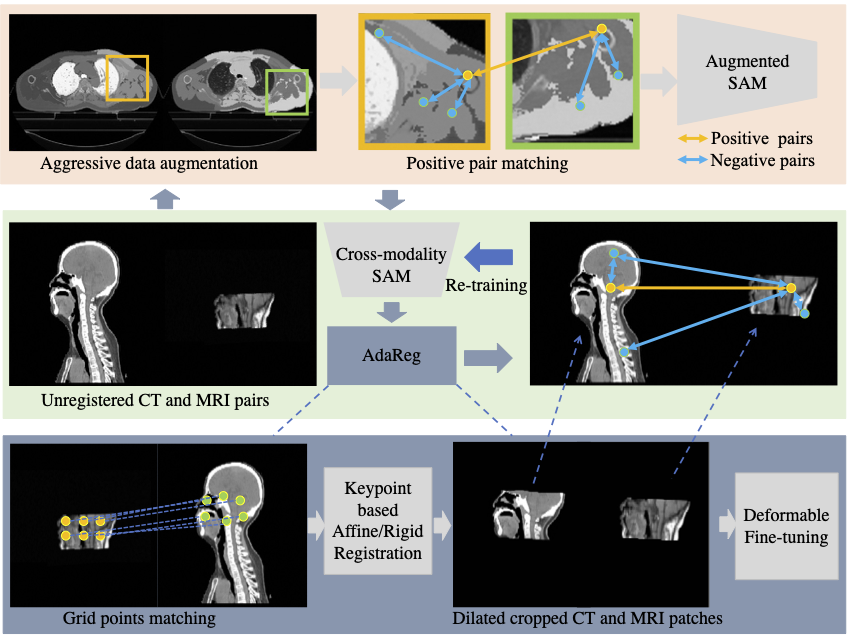 Augmented
SAM
Positive pairs
Negative pairs
Aggressive data augmentation
Positive pair matching
Cross-modality
SAM
Re-training
AdaReg
Unregistered CT and MRI pairs
Keypoint
based
Affine/Rigid
Registration
Deformable
Fine-tuning
Grid points matching
Dilated cropped CT and MRI patches